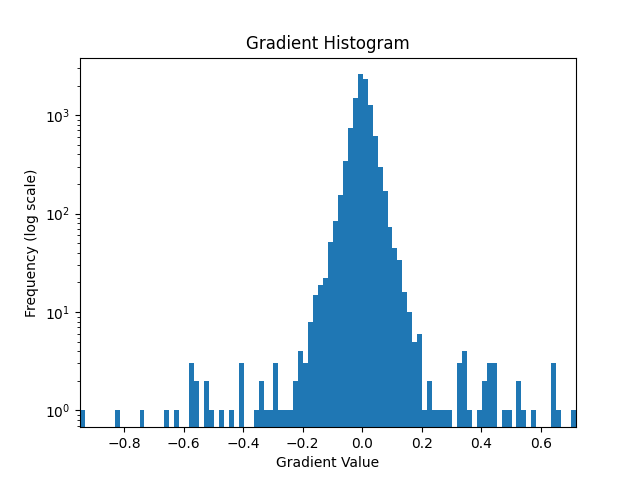 Gradient Histogram
Frequency (log scale)
10³
10²
10¹
10⁰
−0.8 −0.6 −0.4 −0.2 0.0 0.2 0.4 0.6
Gradient Value